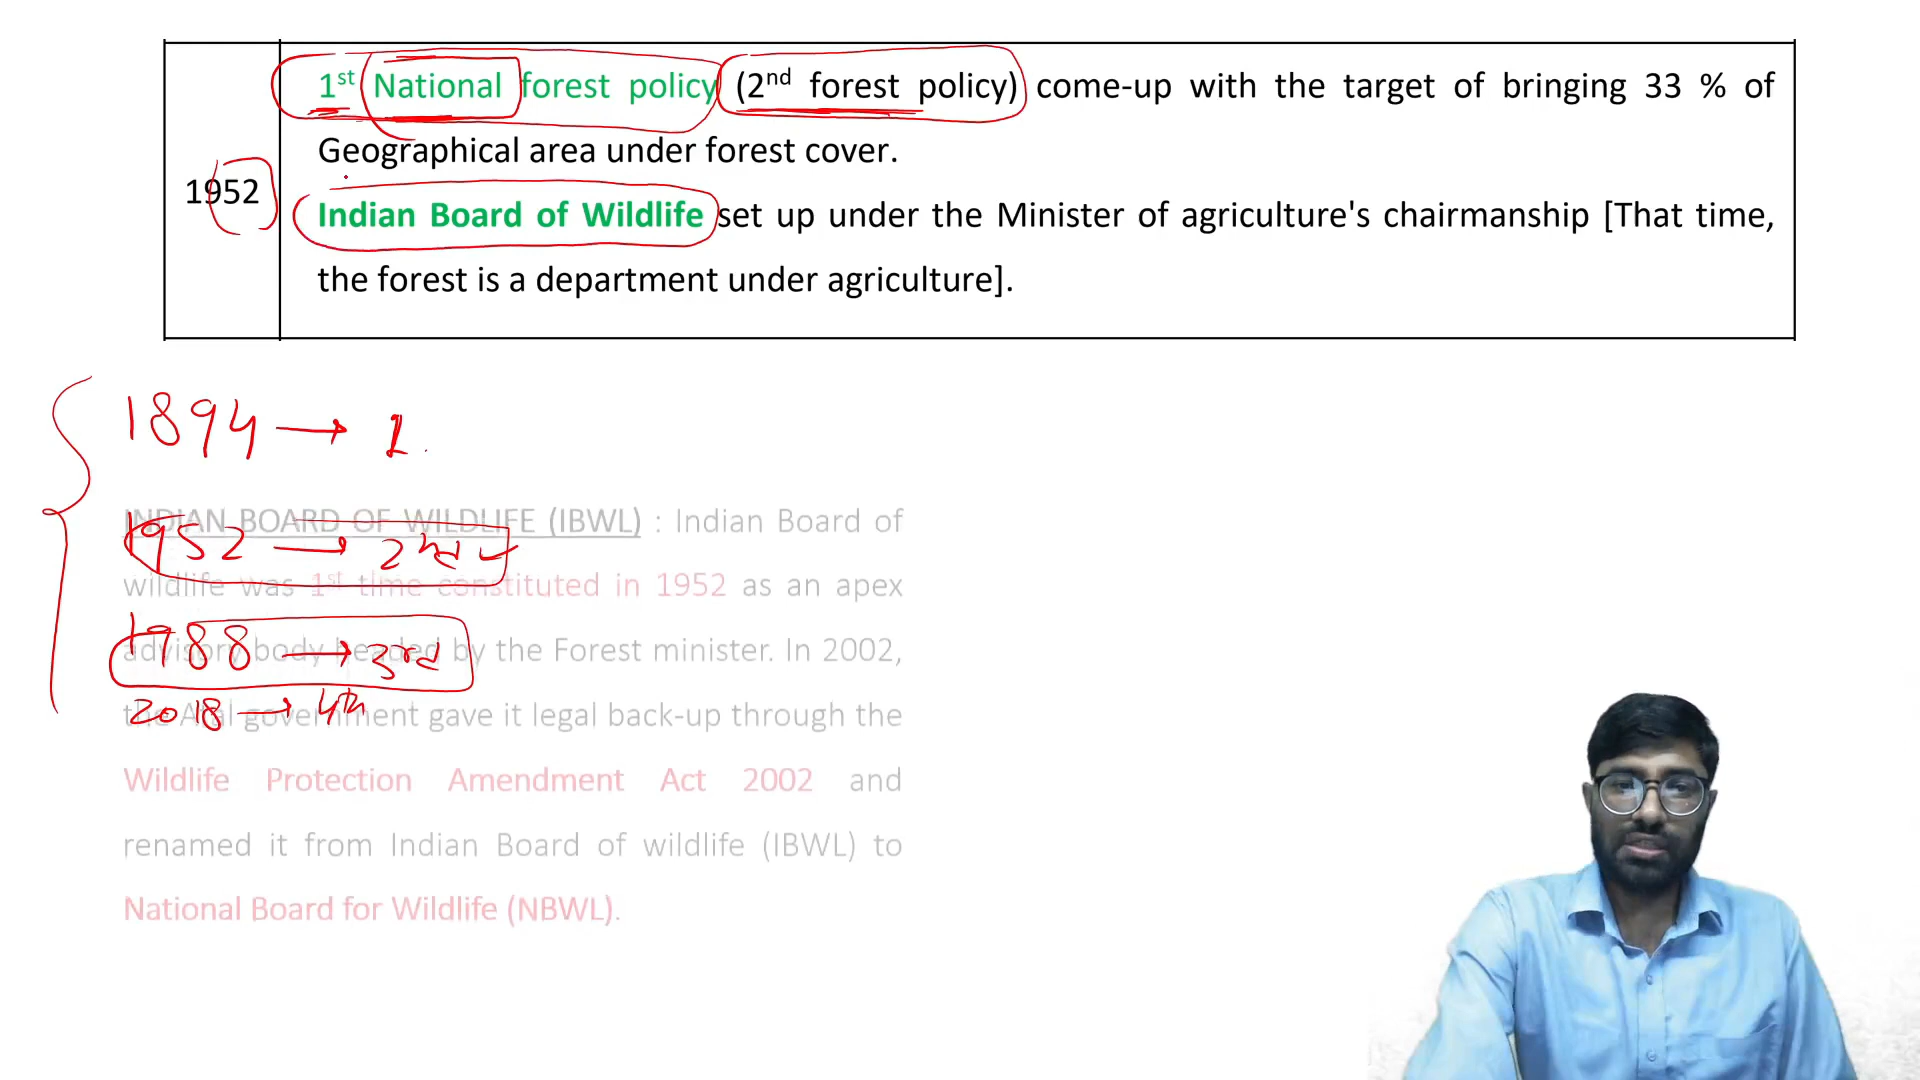 1st National forest policy (2nd forest policy) come-up with the target of bringing 33 % of
Geographical area under forest cover.
1952
Indian Board of Wildlife set up under the Minister of agriculture's chairmanship [That time,
the forest is a department under agriculture].
1894 → 1
INDIAN BOARD OF WILDLIFE (IBWL) : Indian Board of
1952 → 2nd
wildlife was 1st time constituted in 1952 as an apex
1988 → 3rd
advisory body headed by the Forest minister. In 2002,
2018 → 4th
the Atal government gave it legal back-up through the
Wildlife Protection Amendment Act 2002 and
renamed it from Indian Board of wildlife (IBWL) to
National Board for Wildlife (NBWL).